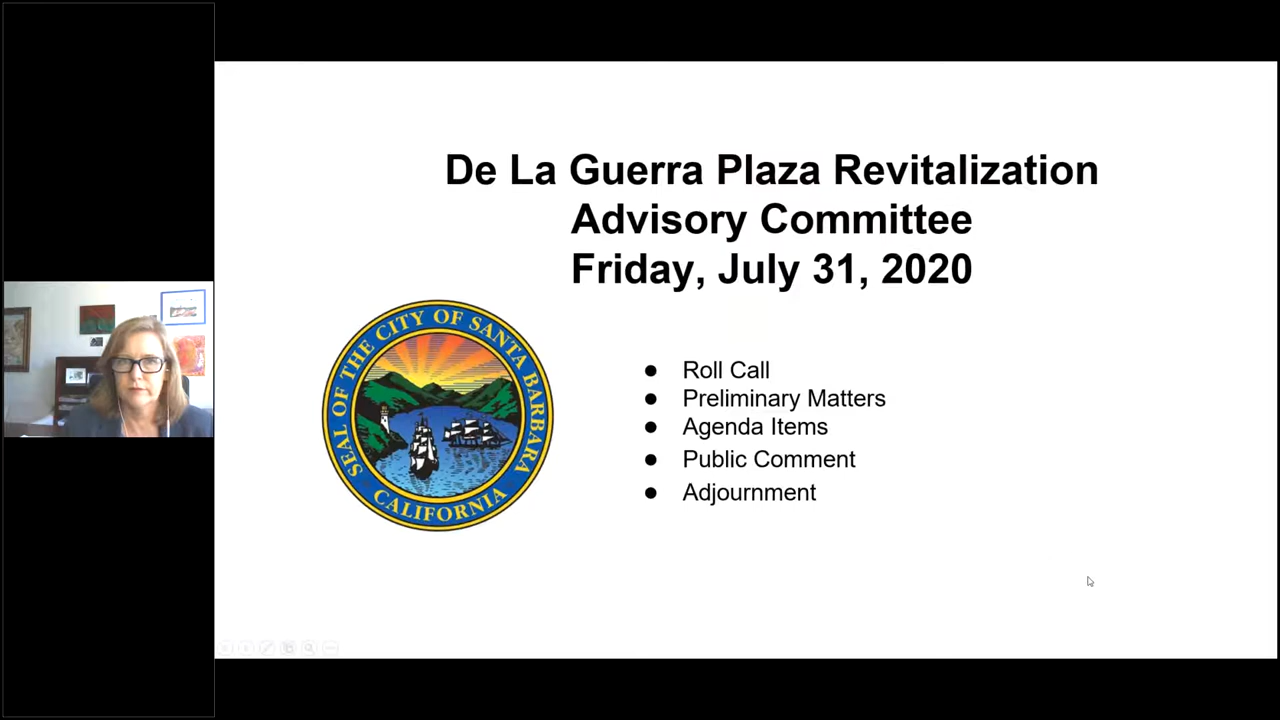 De La Guerra Plaza Revitalization
Advisory Committee
Friday, July 31, 2020
SEAL OF THE CITY OF SANTA BARBARA
CALIFORNIA
● Roll Call
● Preliminary Matters
● Agenda Items
● Public Comment
● Adjournment